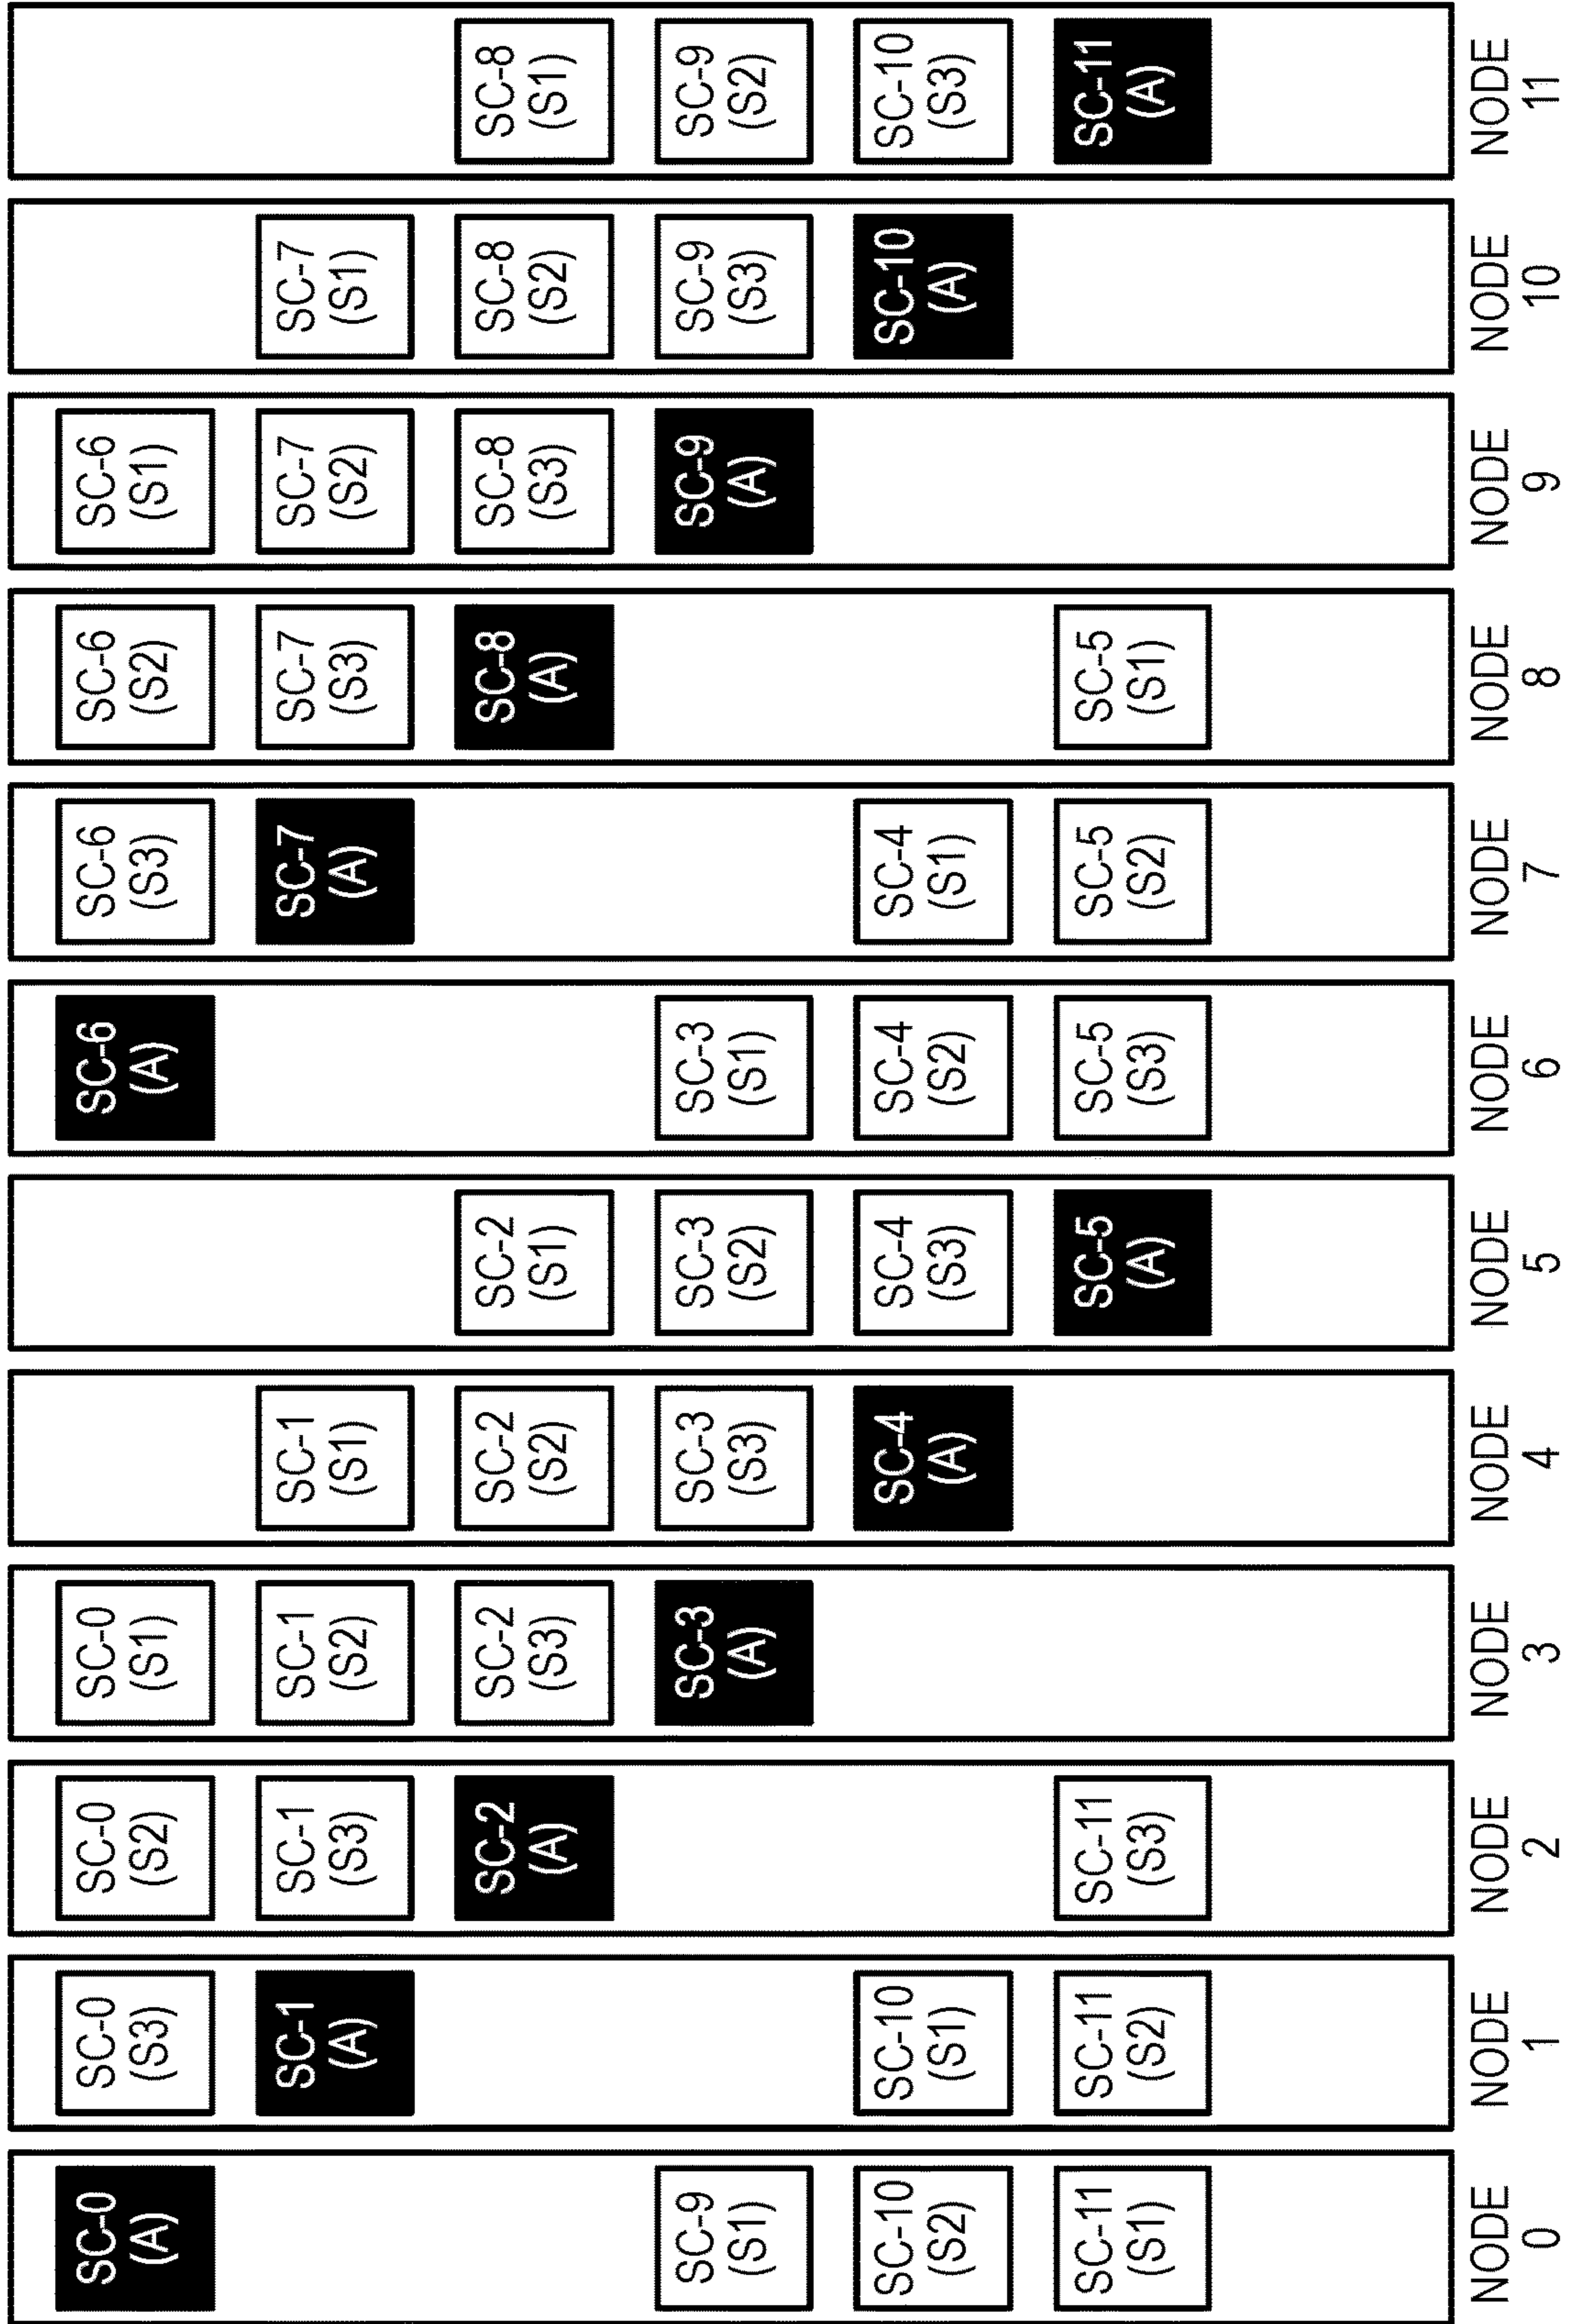 SC-0
(A)
SC-9
(S1)
SC-10
(S2)
SC-11
(S1)
NODE
0
SC-0
(S3)
SC-1
(A)
SC-10
(S1)
SC-11
(S2)
NODE
1
SC-0
(S2)
SC-1
(S3)
SC-2
(A)
SC-11
(S3)
NODE
2
SC-0
(S1)
SC-1
(S2)
SC-2
(S3)
SC-3
(A)
NODE
3
SC-1
(S1)
SC-2
(S2)
SC-3
(S3)
SC-4
(A)
NODE
4
SC-2
(S1)
SC-3
(S2)
SC-4
(S3)
SC-5
(A)
NODE
5
SC-6
(A)
SC-3
(S1)
SC-4
(S2)
SC-5
(S3)
NODE
6
SC-6
(S3)
SC-7
(A)
SC-4
(S1)
SC-5
(S2)
NODE
7
SC-6
(S2)
SC-7
(S3)
SC-8
(A)
SC-5
(S1)
NODE
8
SC-6
(S1)
SC-7
(S2)
SC-8
(S3)
SC-9
(A)
NODE
9
SC-7
(S1)
SC-8
(S2)
SC-9
(S3)
SC-10
(A)
NODE
10
SC-8
(S1)
SC-9
(S2)
SC-10
(S3)
SC-11
(A)
NODE
11